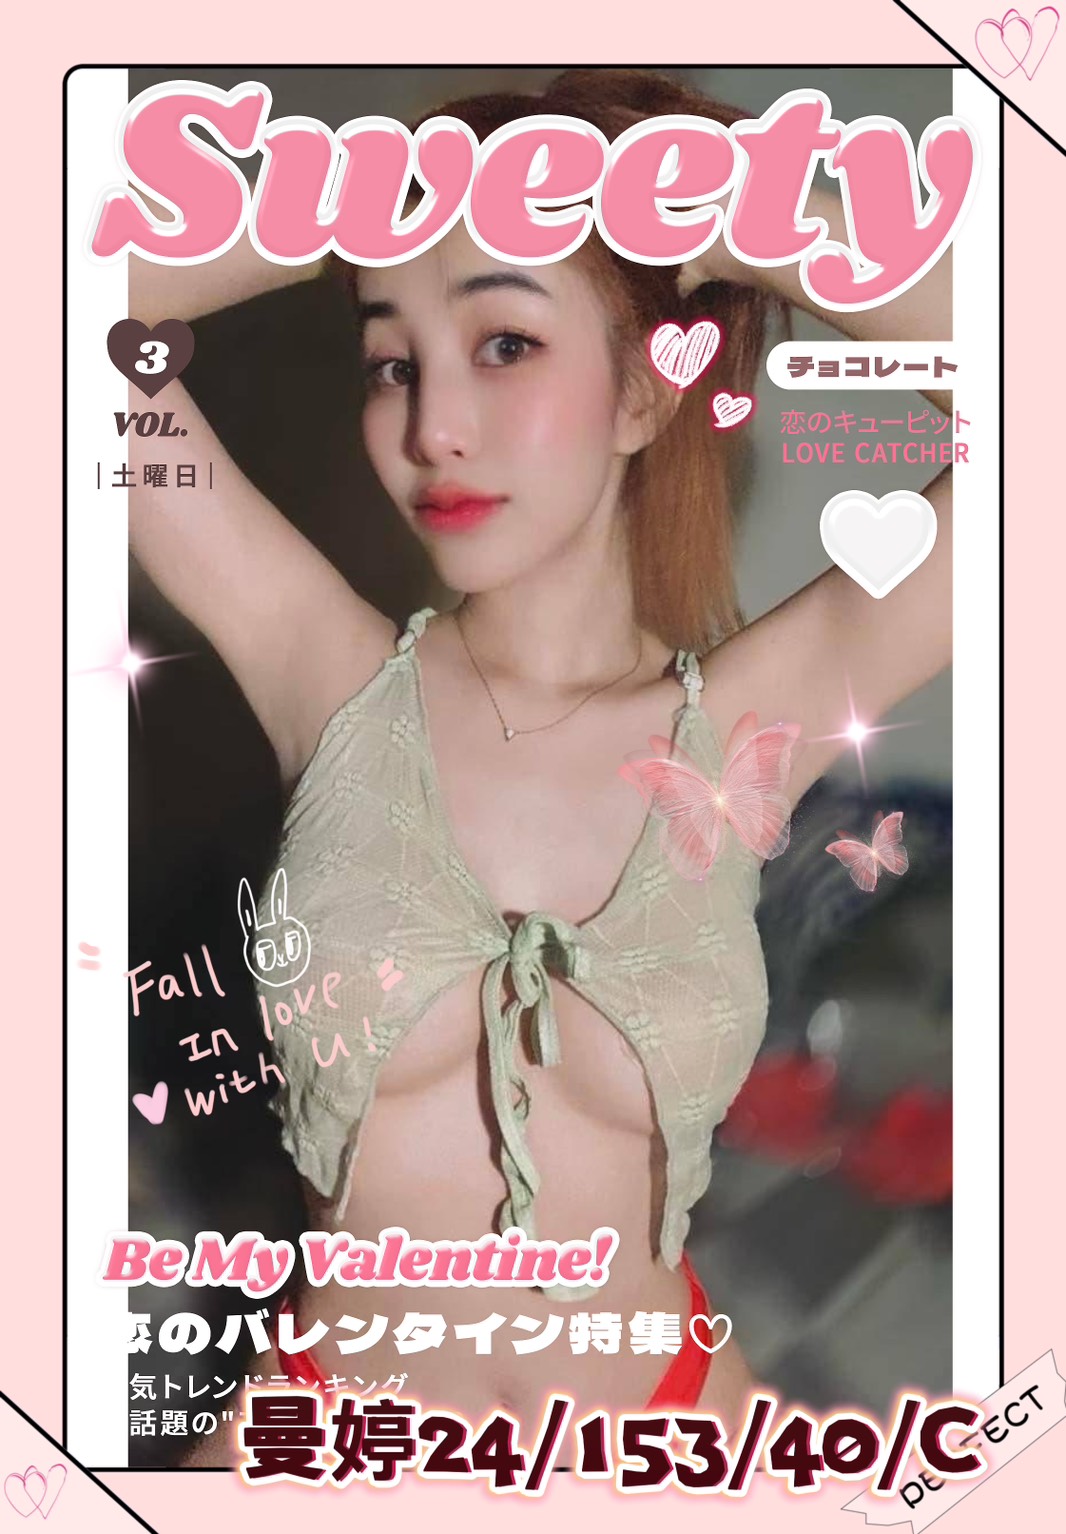 Sweety
3
VOL.
|土曜日|
チョコレート
恋のキューピット
LOVE CATCHER
Fall
In love
with U!
Be My Valentine!
恋のバレンタイン特集♡
気トレンドランキング
話題の"
曼婷24/153/40/C